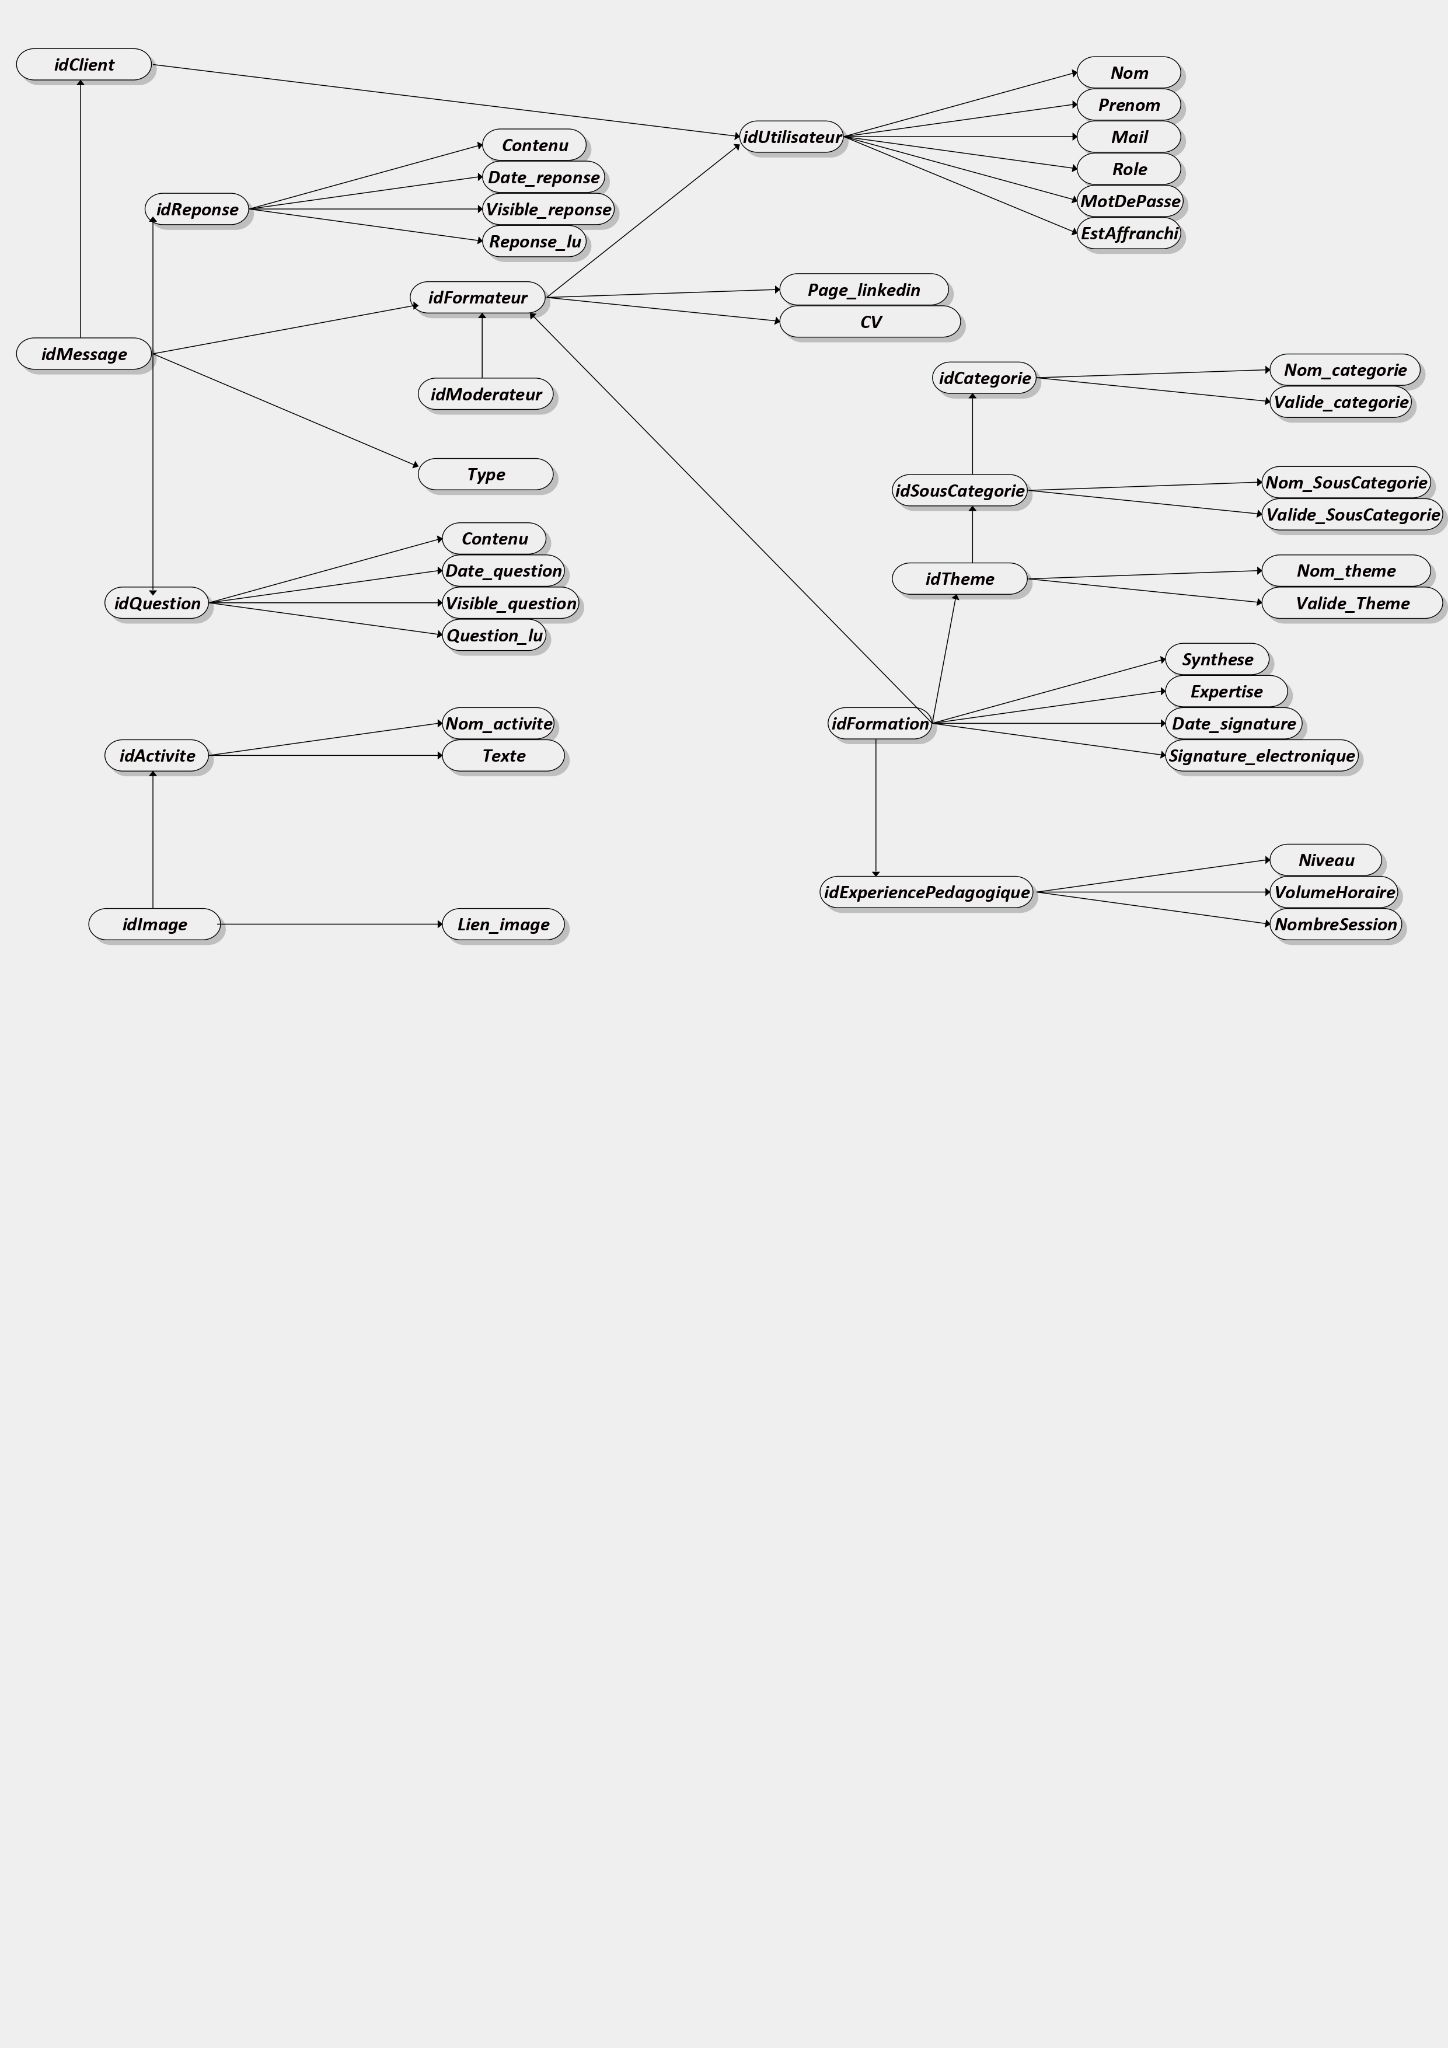 idClient
Nom
Prenom
idUtilisateur
Mail
Contenu
Role
Date_reponse
MotDePasse
idReponse
Visible_reponse
EstAffranchi
Reponse_lu
idFormateur
Page_linkedin
CV
idMessage
idModerateur
idCategorie
Nom_categorie
Valide_categorie
Type
idSousCategorie
Nom_SousCategorie
Valide_SousCategorie
Contenu
Date_question
idQuestion
Visible_question
Question_lu
idTheme
Nom_theme
Valide_Theme
Synthese
Expertise
idFormation
Date_signature
Signature_electronique
Nom_activite
idActivite
Texte
idExperiencePedagogique
Niveau
VolumeHoraire
NombreSession
idImage
Lien_image